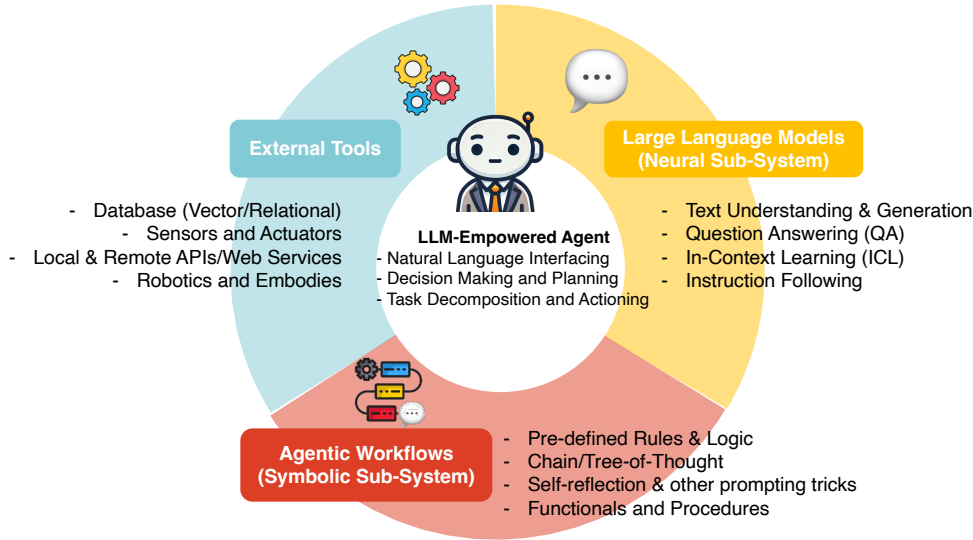 External Tools
- Database (Vector/Relational)
- Sensors and Actuators
- Local & Remote APIs/Web Services
- Robotics and Embodies
LLM-Empowered Agent
- Natural Language Interfacing
- Decision Making and Planning
- Task Decomposition and Actioning
Large Language Models
(Neural Sub-System)
- Text Understanding & Generation
- Question Answering (QA)
- In-Context Learning (ICL)
- Instruction Following
Agentic Workflows
(Symbolic Sub-System)
- Pre-defined Rules & Logic
- Chain/Tree-of-Thought
- Self-reflection & other prompting tricks
- Functionals and Procedures